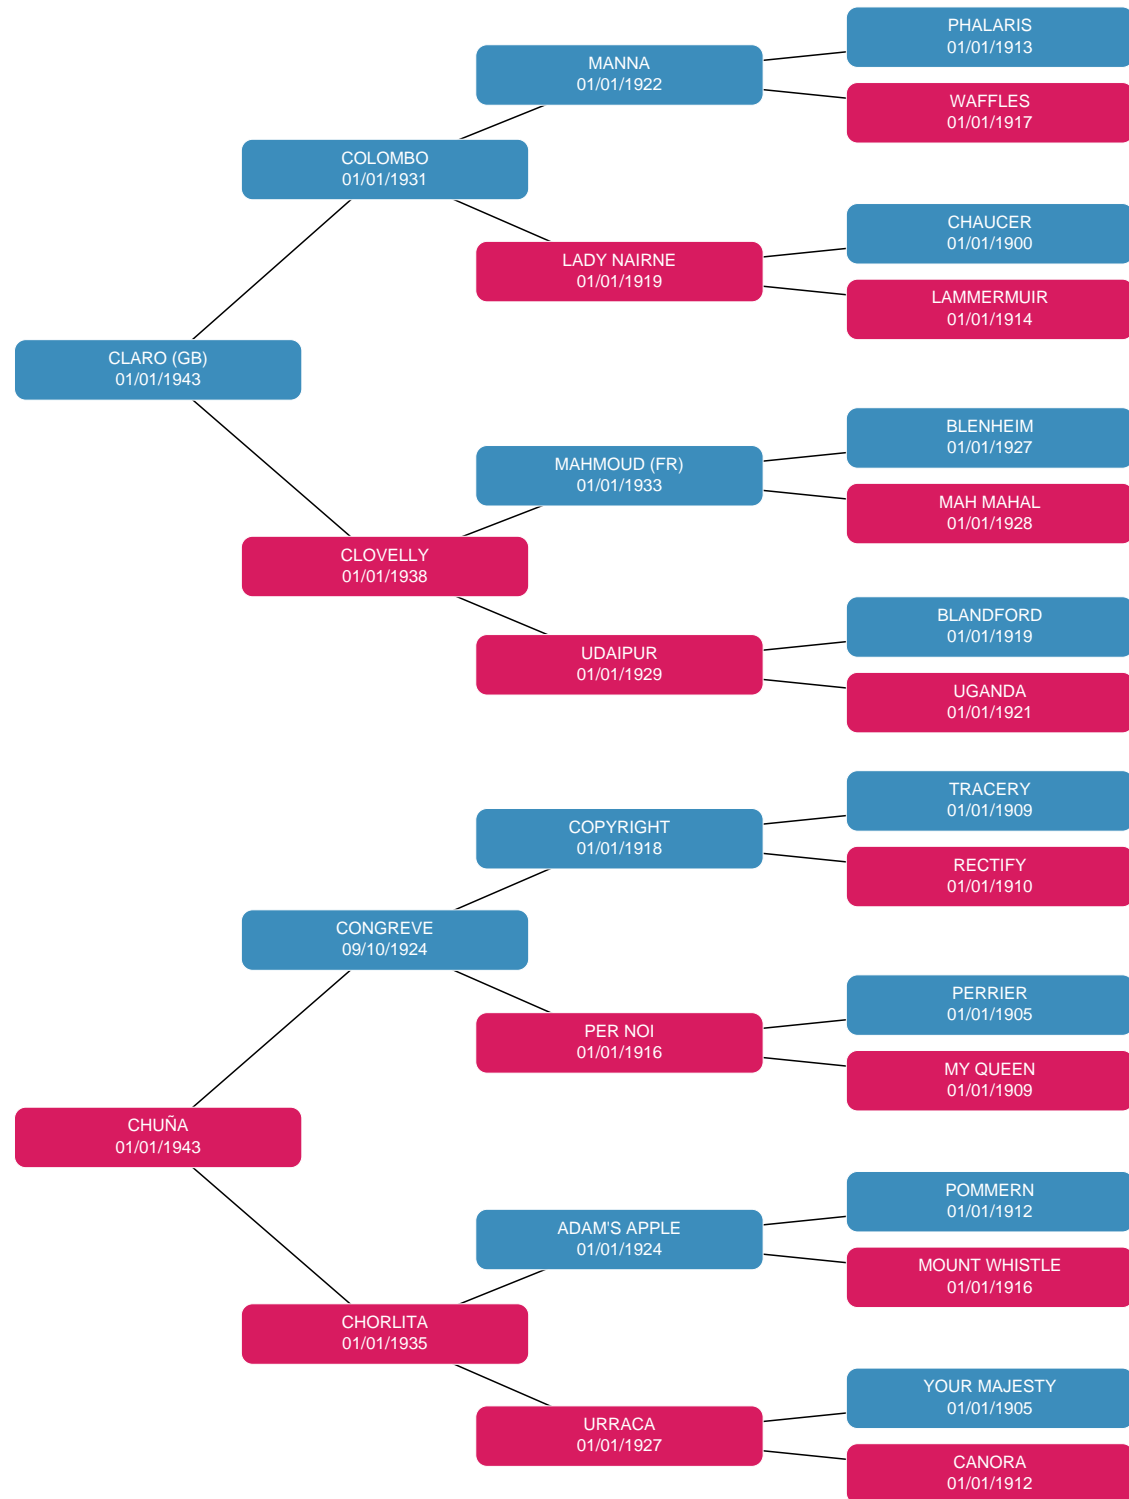 PHALARIS
01/01/1913
MANNA
01/01/1922
WAFFLES
01/01/1917
COLOMBO
01/01/1931
CHAUCER
01/01/1900
LADY NAIRNE
01/01/1919
LAMMERMUIR
01/01/1914
CLARO (GB)
01/01/1943
BLENHEIM
01/01/1927
MAHMOUD (FR)
01/01/1933
MAH MAHAL
01/01/1928
CLOVELLY
01/01/1938
BLANDFORD
01/01/1919
UDAIPUR
01/01/1929
UGANDA
01/01/1921
TRACERY
01/01/1909
COPYRIGHT
01/01/1918
RECTIFY
01/01/1910
CONGREVE
09/10/1924
PERRIER
01/01/1905
PER NOI
01/01/1916
MY QUEEN
01/01/1909
CHUÑA
01/01/1943
POMMERN
01/01/1912
ADAM'S APPLE
01/01/1924
MOUNT WHISTLE
01/01/1916
CHORLITA
01/01/1935
YOUR MAJESTY
01/01/1905
URRACA
01/01/1927
CANORA
01/01/1912